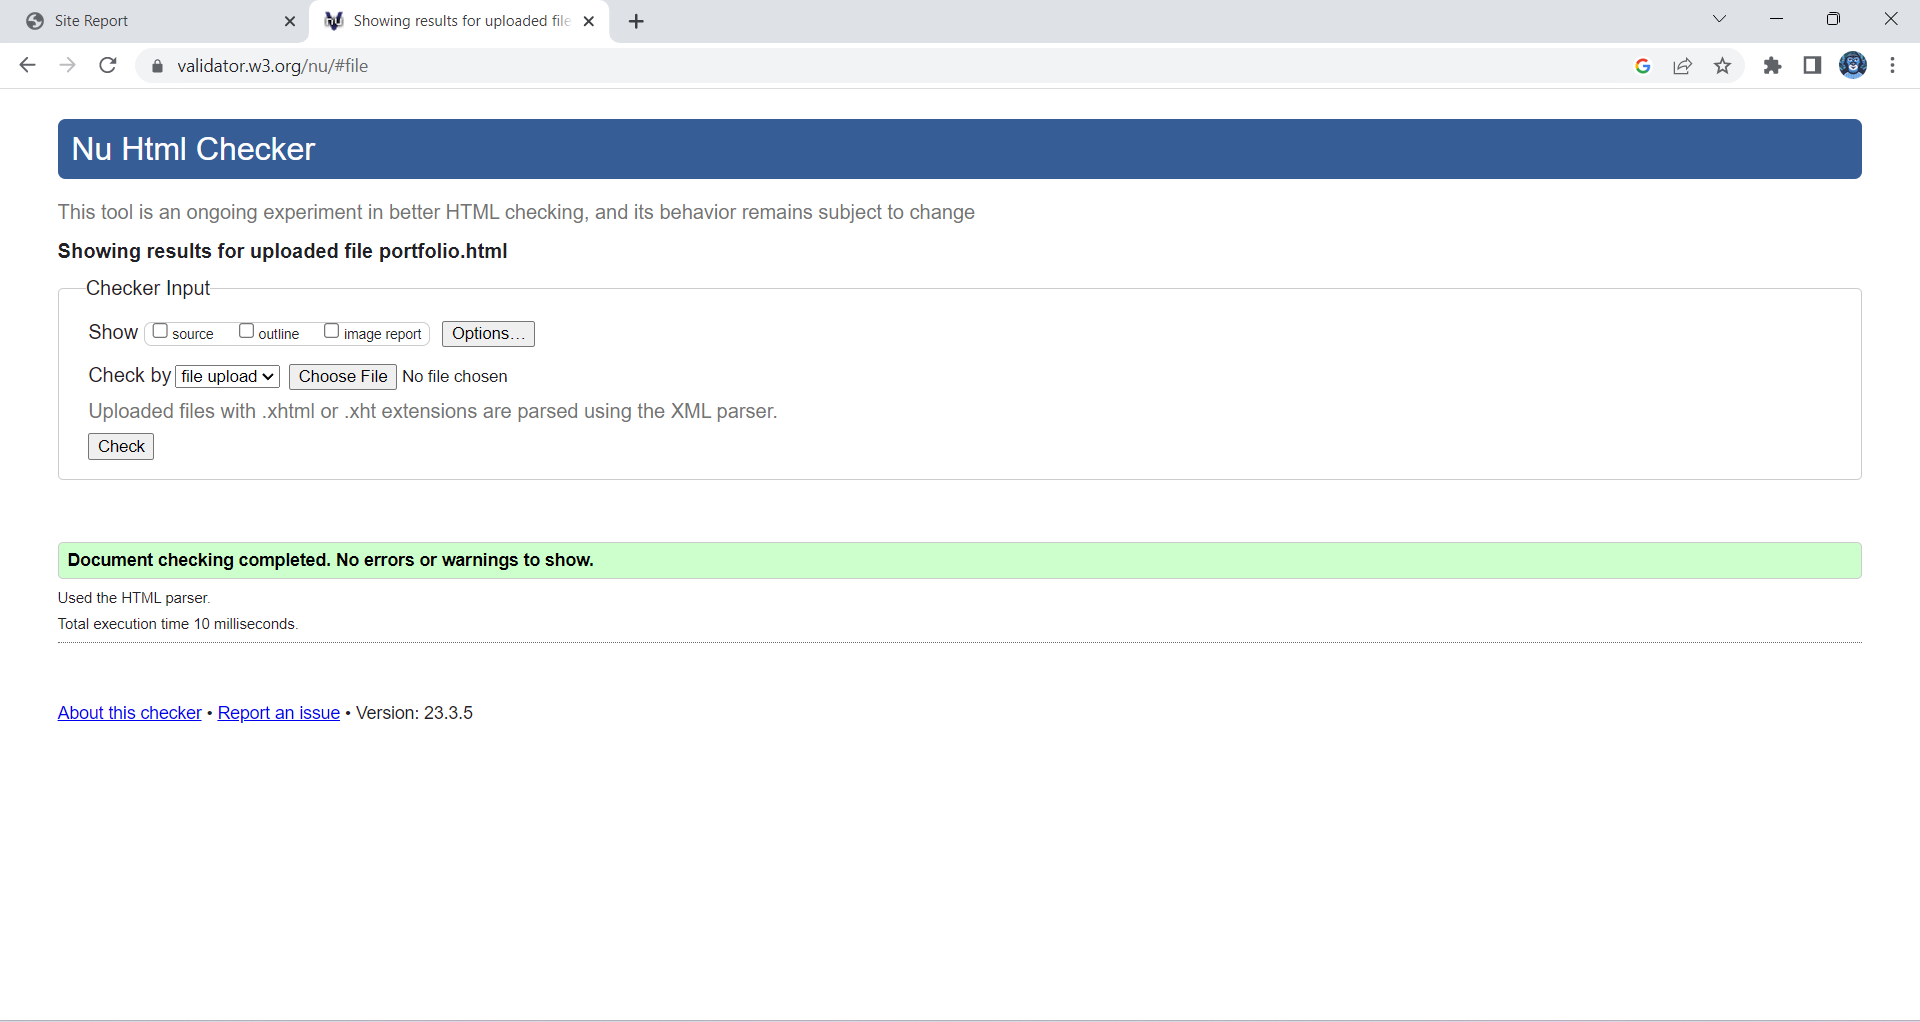 Site Report
Showing results for uploaded file
validator.w3.org/nu/#file
Nu Html Checker
This tool is an ongoing experiment in better HTML checking, and its behavior remains subject to change
Showing results for uploaded file portfolio.html
Checker Input
Show source outline image report Options...
Check by file upload Choose File No file chosen
Uploaded files with .xhtml or .xht extensions are parsed using the XML parser.
Check
Document checking completed. No errors or warnings to show.
Used the HTML parser.
Total execution time 10 milliseconds.
About this checker • Report an issue • Version: 23.3.5